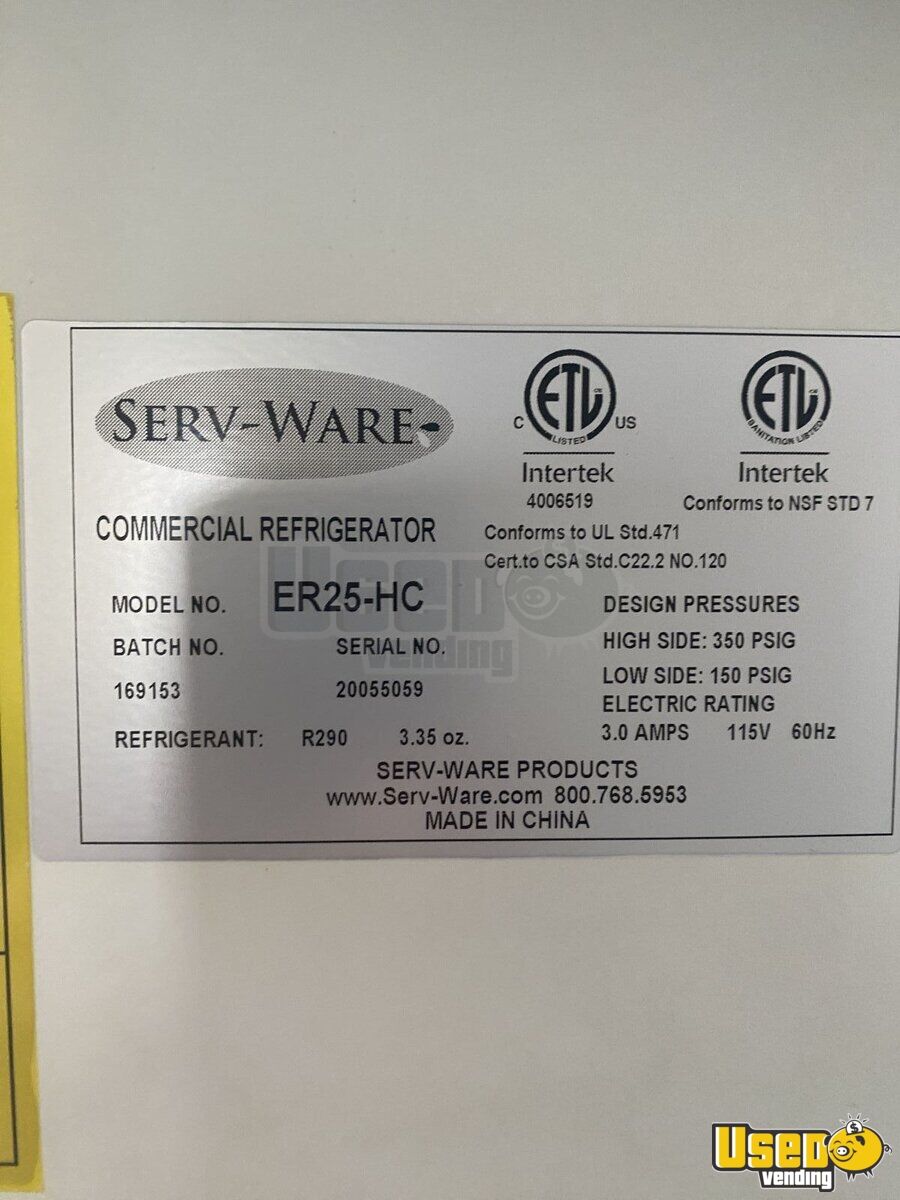 SERV-WARE
C ETL US
LISTED
Intertek
4006519
ETL
SANITATION LISTED
Intertek
Conforms to NSF STD 7
COMMERCIAL REFRIGERATOR
Conforms to UL Std.471
Cert.to CSA Std.C22.2 NO.120
MODEL NO. ER25-HC
DESIGN PRESSURES
BATCH NO. SERIAL NO.
HIGH SIDE: 350 PSIG
169153 20055059
LOW SIDE: 150 PSIG
ELECTRIC RATING
REFRIGERANT: R290 3.35 oz.
3.0 AMPS 115V 60Hz
SERV-WARE PRODUCTS
www.Serv-Ware.com 800.768.5953
MADE IN CHINA
USED
vending
USED
vending